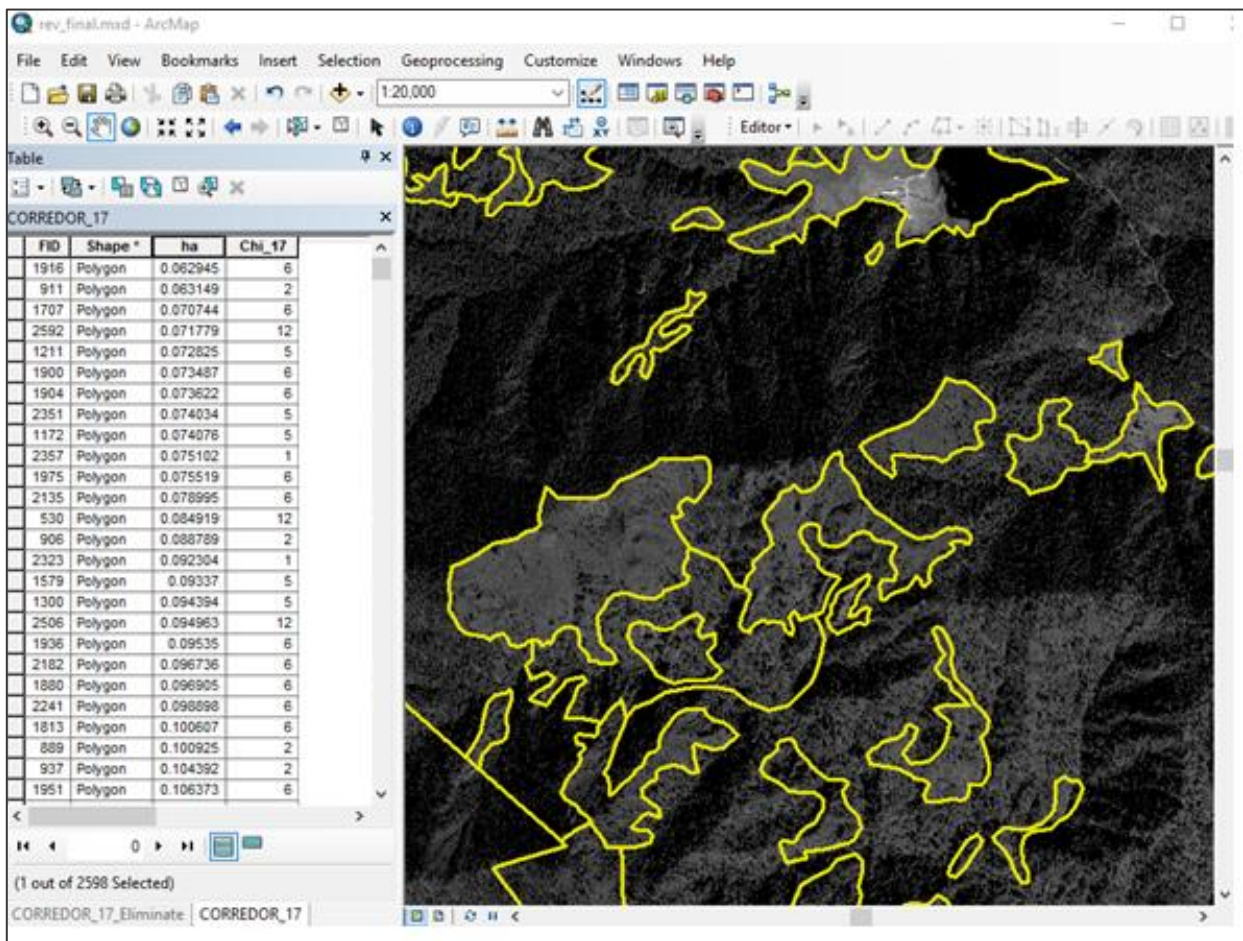 rev_final.mxd - ArcMap
File Edit View Bookmarks Insert Selection Geoprocessing Customize Windows Help
1:20,000
Editor
Table
CORREDOR_17
FID Shape * ha Chi_17
1916 Polygon 0.062945 6
911 Polygon 0.063149 2
1707 Polygon 0.070744 6
2592 Polygon 0.071779 12
1211 Polygon 0.072825 5
1900 Polygon 0.073487 6
1904 Polygon 0.073622 6
2351 Polygon 0.074034 5
1172 Polygon 0.074076 5
2357 Polygon 0.075102 1
1975 Polygon 0.075519 6
2135 Polygon 0.078995 6
530 Polygon 0.084919 12
906 Polygon 0.088789 2
2323 Polygon 0.092304 1
1579 Polygon 0.09337 5
1300 Polygon 0.094394 5
2506 Polygon 0.094963 12
1936 Polygon 0.09535 6
2182 Polygon 0.096736 6
1880 Polygon 0.096905 6
2241 Polygon 0.098898 6
1813 Polygon 0.100607 6
889 Polygon 0.100925 2
937 Polygon 0.104392 2
1951 Polygon 0.106373 6
0
(1 out of 2598 Selected)
CORREDOR_17_Eliminate CORREDOR_17